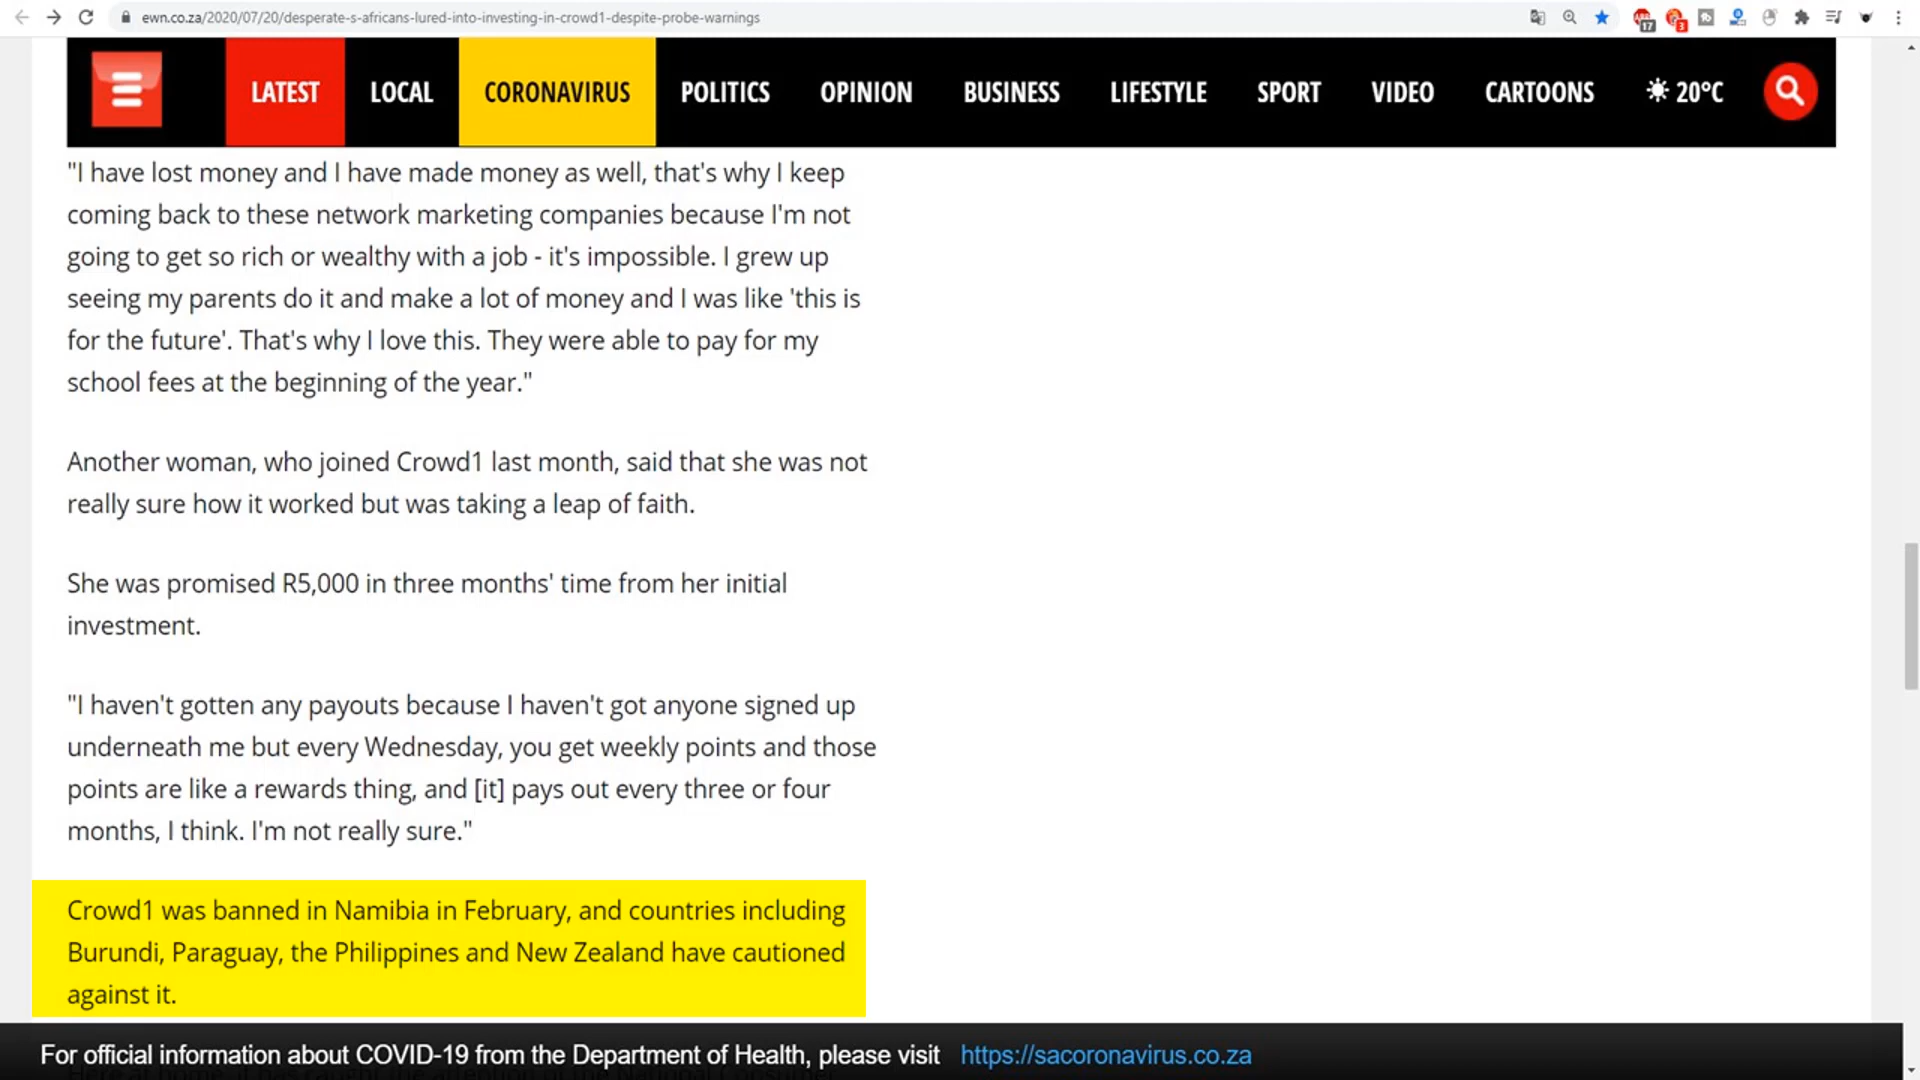 ewn.co.za/2020/07/20/desperate-s-africans-lured-into-investing-in-crowd1-despite-probe-warnings
17
3
LATEST LOCAL CORONAVIRUS POLITICS OPINION BUSINESS LIFESTYLE SPORT VIDEO CARTOONS 20°C
"I have lost money and I have made money as well, that's why I keep
coming back to these network marketing companies because I'm not
going to get so rich or wealthy with a job - it's impossible. I grew up
seeing my parents do it and make a lot of money and I was like 'this is
for the future'. That's why I love this. They were able to pay for my
school fees at the beginning of the year."
Another woman, who joined Crowd1 last month, said that she was not
really sure how it worked but was taking a leap of faith.
She was promised R5,000 in three months' time from her initial
investment.
"I haven't gotten any payouts because I haven't got anyone signed up
underneath me but every Wednesday, you get weekly points and those
points are like a rewards thing, and [it] pays out every three or four
months, I think. I'm not really sure."
Crowd1 was banned in Namibia in February, and countries including
Burundi, Paraguay, the Philippines and New Zealand have cautioned
against it.
For official information about COVID-19 from the Department of Health, please visit https://sacoronavirus.co.za